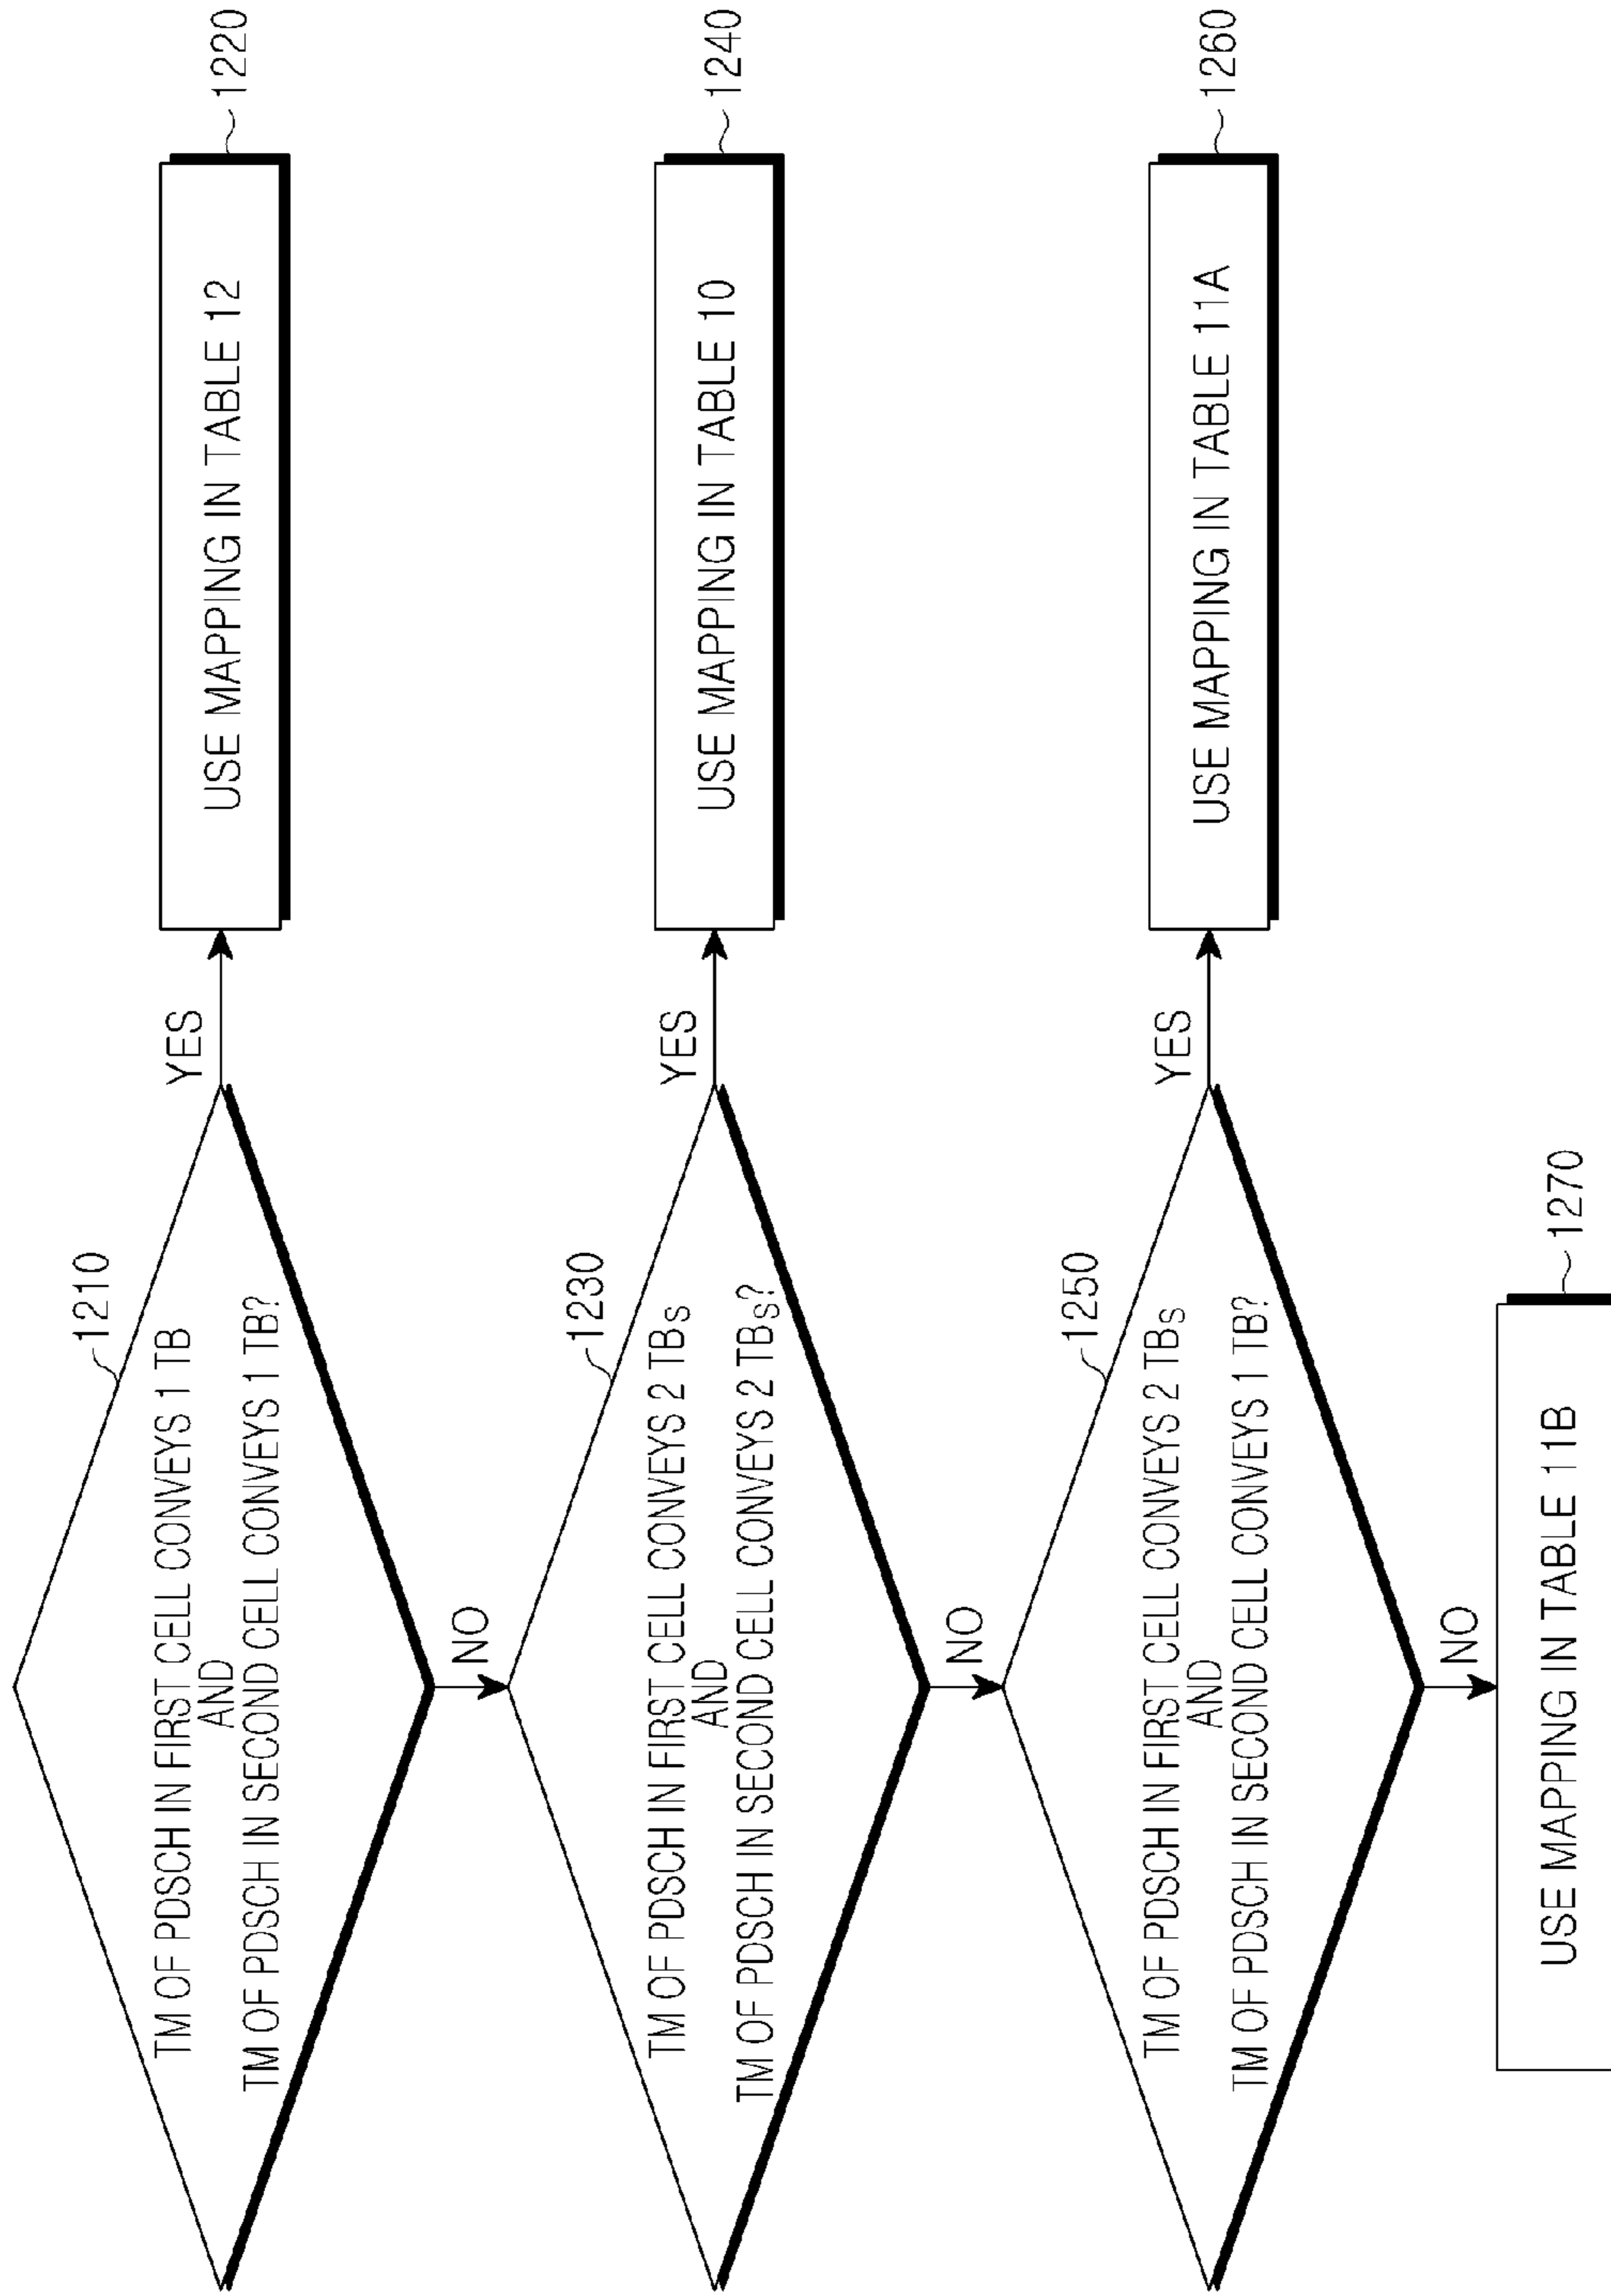 1210
TM OF PDSCH IN FIRST CELL CONVEYS 1 TB
AND
TM OF PDSCH IN SECOND CELL CONVEYS 1 TB?
YES
USE MAPPING IN TABLE 12
1220
NO
1230
TM OF PDSCH IN FIRST CELL CONVEYS 2 TBS
AND
TM OF PDSCH IN SECOND CELL CONVEYS 2 TBS?
YES
USE MAPPING IN TABLE 10
1240
NO
1250
TM OF PDSCH IN FIRST CELL CONVEYS 2 TBS
AND
TM OF PDSCH IN SECOND CELL CONVEYS 1 TB?
YES
USE MAPPING IN TABLE 11A
1260
NO
USE MAPPING IN TABLE 11B
1270